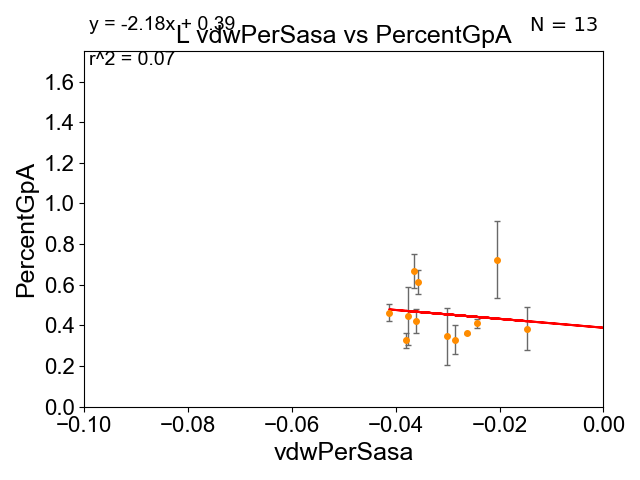 y = -2.18x + 0.39
N = 13
L vdwPerSasa vs PercentGpA
r^2 = 0.07
1.6
1.4
1.2
1.0
0.8
0.6
0.4
0.2
0.0
PercentGpA
−0.10 −0.08 −0.06 −0.04 −0.02 0.00
vdwPerSasa